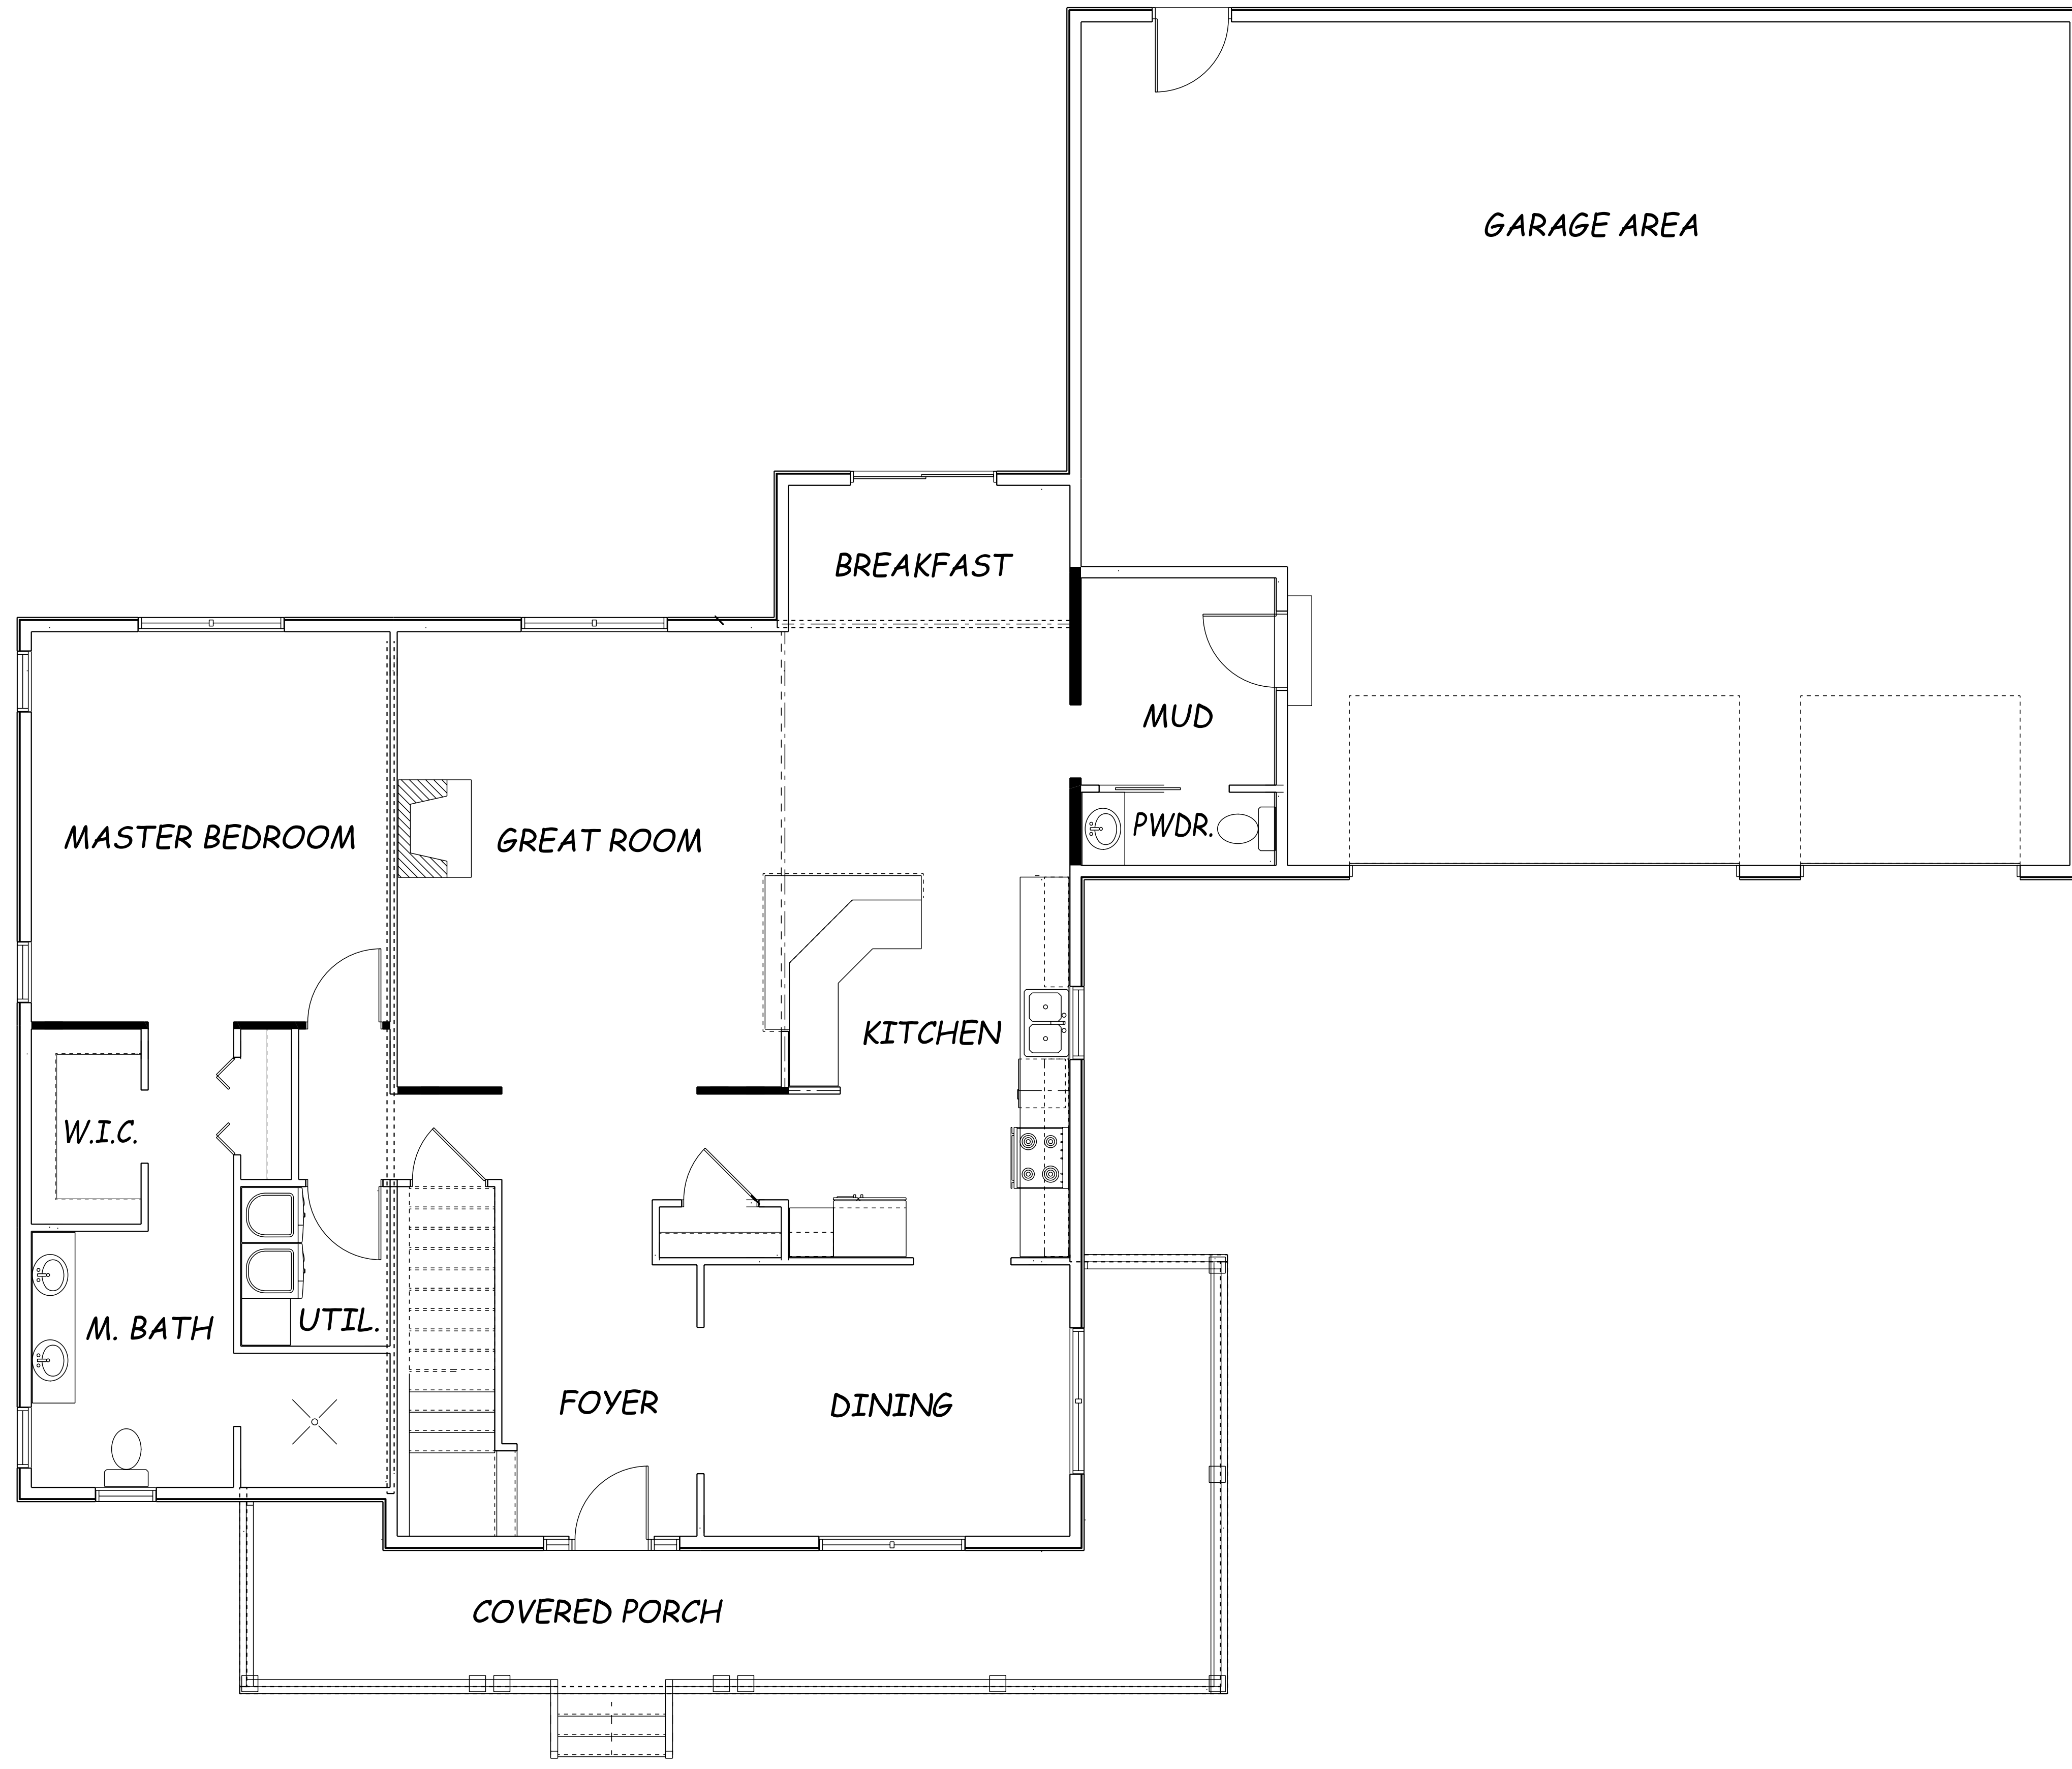 GARAGE AREA
BREAKFAST
MUD
PWDR.
MASTER BEDROOM
GREAT ROOM
KITCHEN
W.I.C.
M. BATH
UTIL.
FOYER
DINING
COVERED PORCH